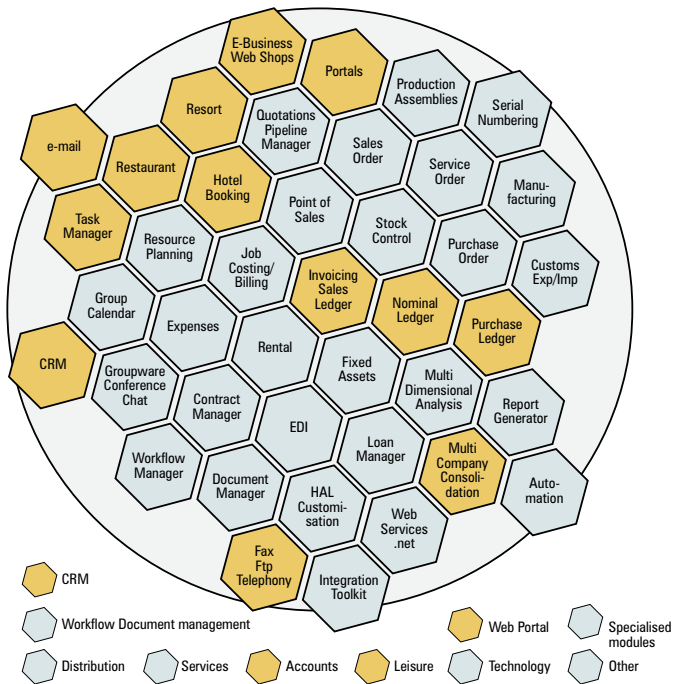 E-Business
Web Shops
Portals
Production
Assemblies
Serial
Numbering
Resort
Quotations
Pipeline
Manager
Sales
Order
Service
Order
Manu-
facturing
e-mail
Restaurant
Hotel
Booking
Point of
Sales
Stock
Control
Purchase
Order
Customs
Exp/Imp
Task
Manager
Resource
Planning
Job
Costing/
Billing
Invoicing
Sales
Ledger
Nominal
Ledger
Purchase
Ledger
Group
Calendar
Expenses
Rental
Fixed
Assets
Multi
Dimensional
Analysis
Report
Generator
CRM
Groupware
Conference
Chat
Contract
Manager
EDI
Loan
Manager
Multi
Company
Consoli-
dation
Auto-
mation
Workflow
Manager
Document
Manager
HAL
Customi-
sation
Web
Services
.net
Fax
Ftp
Telephony
Integration
Toolkit
CRM
Workflow Document management
Web Portal
Specialised
modules
Distribution
Services
Accounts
Leisure
Technology
Other